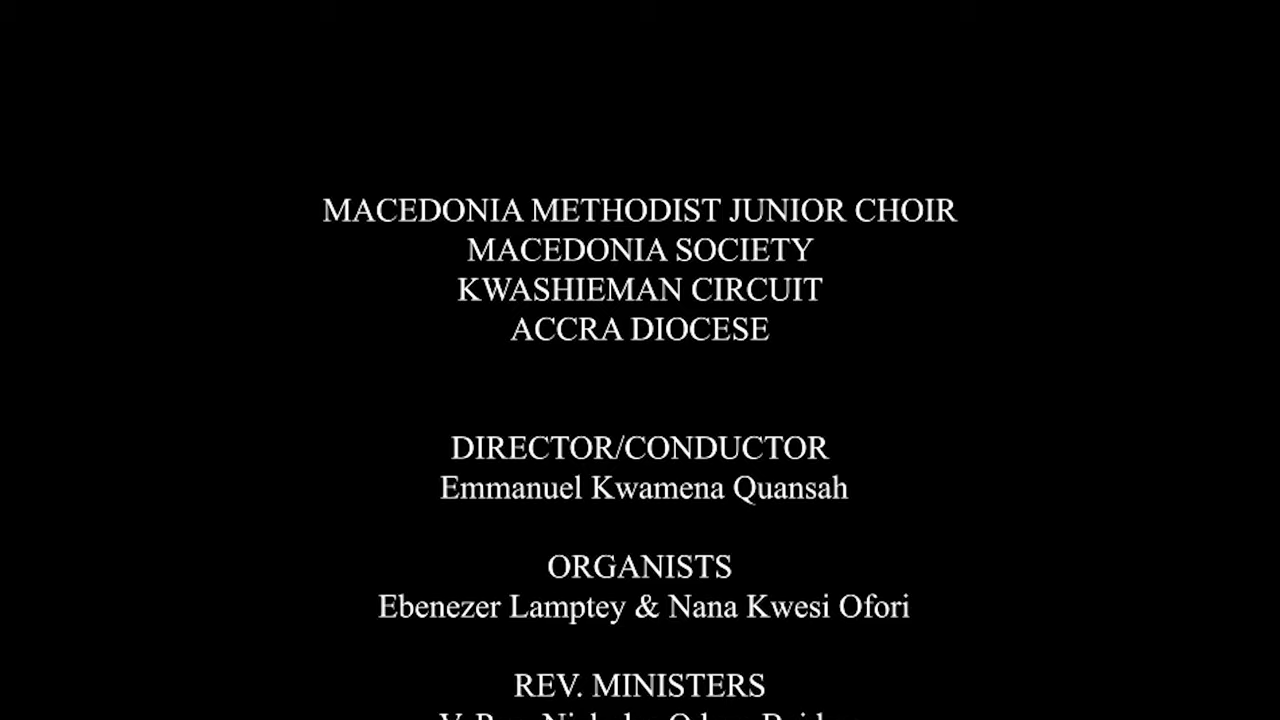 MACEDONIA METHODIST JUNIOR CHOIR
MACEDONIA SOCIETY
KWASHIEMAN CIRCUIT
ACCRA DIOCESE
DIRECTOR/CONDUCTOR
Emmanuel Kwamena Quansah
ORGANISTS
Ebenezer Lamptey & Nana Kwesi Ofori
REV. MINISTERS